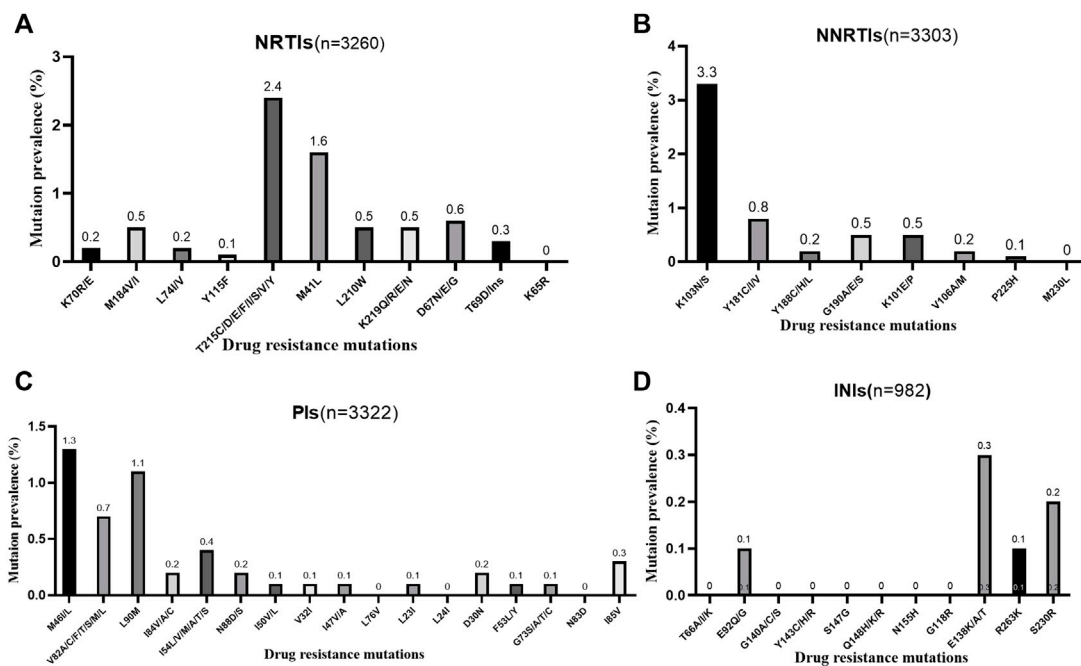 A
NRTIs(n=3260)
Mutaion prevalence (%)
3
2
1
0
0.2
0.5
0.2
0.1
2.4
1.6
0.5
0.5
0.6
0.3
0
K70R/E
M184V/I
L74I/V
Y115F
T215C/D/E/F/I/S/V/Y
M41L
L210W
K219Q/R/E/N
D67N/E/G
T69D/Ins
K65R
Drug resistance mutations
B
NNRTIs(n=3303)
Mutaion prevalence (%)
4
3
1
0
3.3
0.8
0.2
0.5
0.5
0.2
0.1
0
K103N/S
Y181C/I/V
Y188C/H/L
G190A/E/S
K101E/P
V106A/M
P225H
M230L
Drug resistance mutations
C
PIs(n=3322)
Mutaion prevalence (%)
1.5
1.0
0.5
0.0
1.3
0.7
1.1
0.2
0.4
0.2
0.1
0.1
0.1
0
0.1
0
0.2
0.1
0.1
0
0.3
M46I/L
V82A/C/F/T/S/M/L
L90M
I84V/A/C
I54L/V/M/A/T/S
N88D/S
I50V/L
V32I
I47V/A
L76V
L23I
L24I
D30N
F53L/Y
G73S/A/T/C
N83D
I85V
Drug resistance mutations
D
INIs(n=982)
Mutaion prevalence (%)
0.4
0.3
0.2
0.1
0.0
0
0.1
0
0
0
0
0
0
0.3
0.1
0.2
0.1
0.3
0.1
0.2
T66A/I/K
E92Q/G
G140A/C/S
Y143C/H/R
S147G
Q148H/K/R
N155H
G118R
E138K/A/T
R263K
S230R
Drug resistance mutations